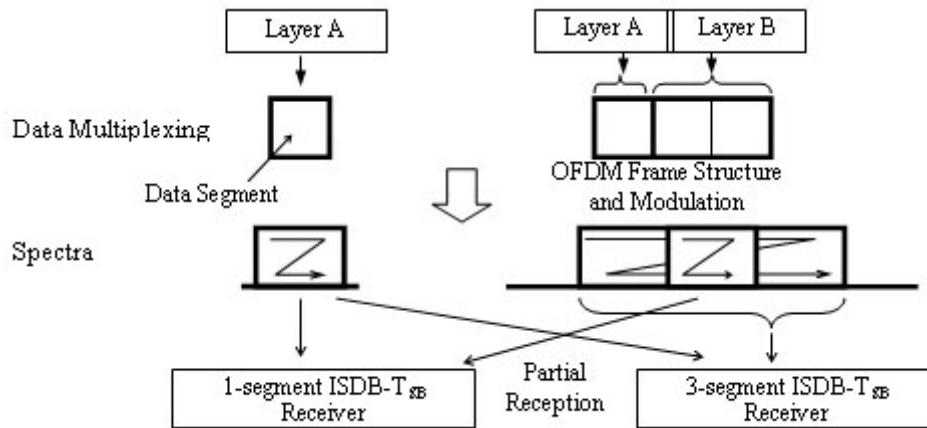 Layer A
Layer A Layer B
Data Multiplexing
Data Segment
OFDM Frame Structure
and Modulation
Spectra
1-segment ISDB-TSB
Receiver
Partial
Reception
3-segment ISDB-TSB
Receiver